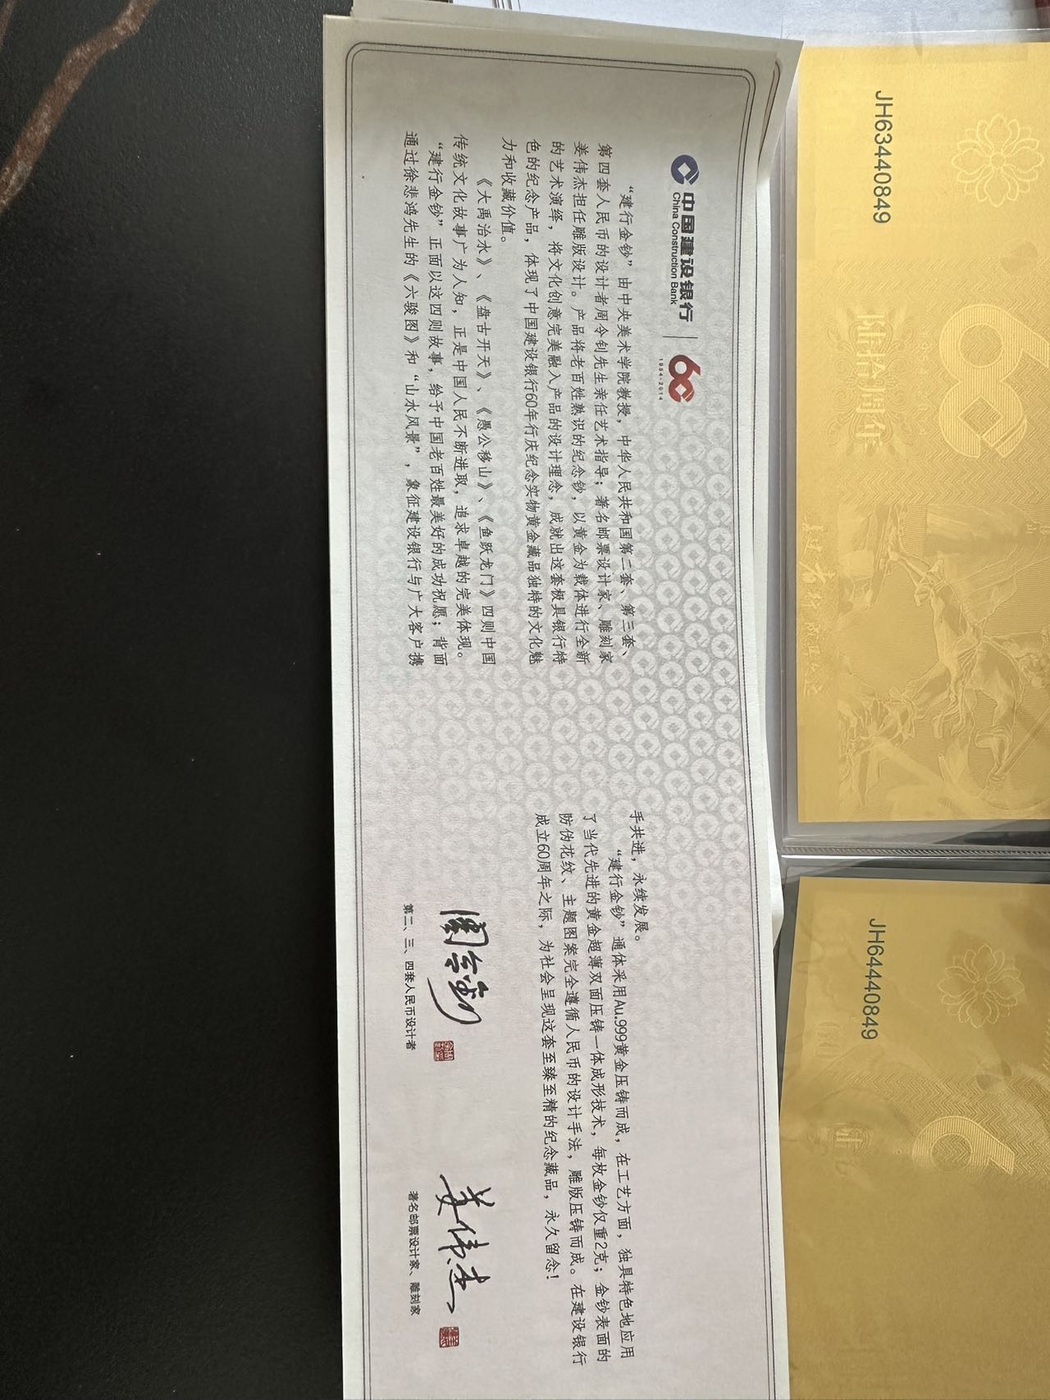 中国建设银行
China Construction Bank
60
1954-2014
“建行金钞”由中央美术学院教授，中华人民共和国第二套、第三套、
第四套人民币的设计者周令钊先生亲任艺术指导；著名邮票设计家、雕刻家
姜伟杰担任雕版设计。产品将老百姓熟识的纪念钞，以黄金为载体进行全新
的艺术演绎，将文化创意完美融入产品的设计理念，成就出这套极具银行特
色的纪念产品，体现了中国建设银行60年行庆纪念实物黄金藏品独特的文化魅
力和收藏价值。
《大禹治水》、《盘古开天》、《愚公移山》、《鱼跃龙门》四则中国
传统文化故事广为人知，正是中国人民不断进取，追求卓越的完美体现。
“建行金钞”正面以这四则故事，给予中国老百姓最美好的成功祝愿；背面
通过徐悲鸿先生的《六骏图》和“山水风景”，象征建设银行与广大客户携
手共进，永续发展。
“建行金钞”通体采用Au.999黄金压铸而成，在工艺方面，独具特色地应用
了当代先进的黄金超薄双面压铸一体成形技术，每枚金钞仅重2克；金钞表面的
防伪花纹、主题图案完全遵循人民币的设计手法，雕版压铸而成。在建设银行
成立60周年之际，为社会呈现这套至臻至精的纪念藏品，永久留念！
周令钊
第二、三、四套人民币设计者
姜伟杰
著名邮票设计家、雕刻家
JH63440849
60
陆拾周年
JH64440849